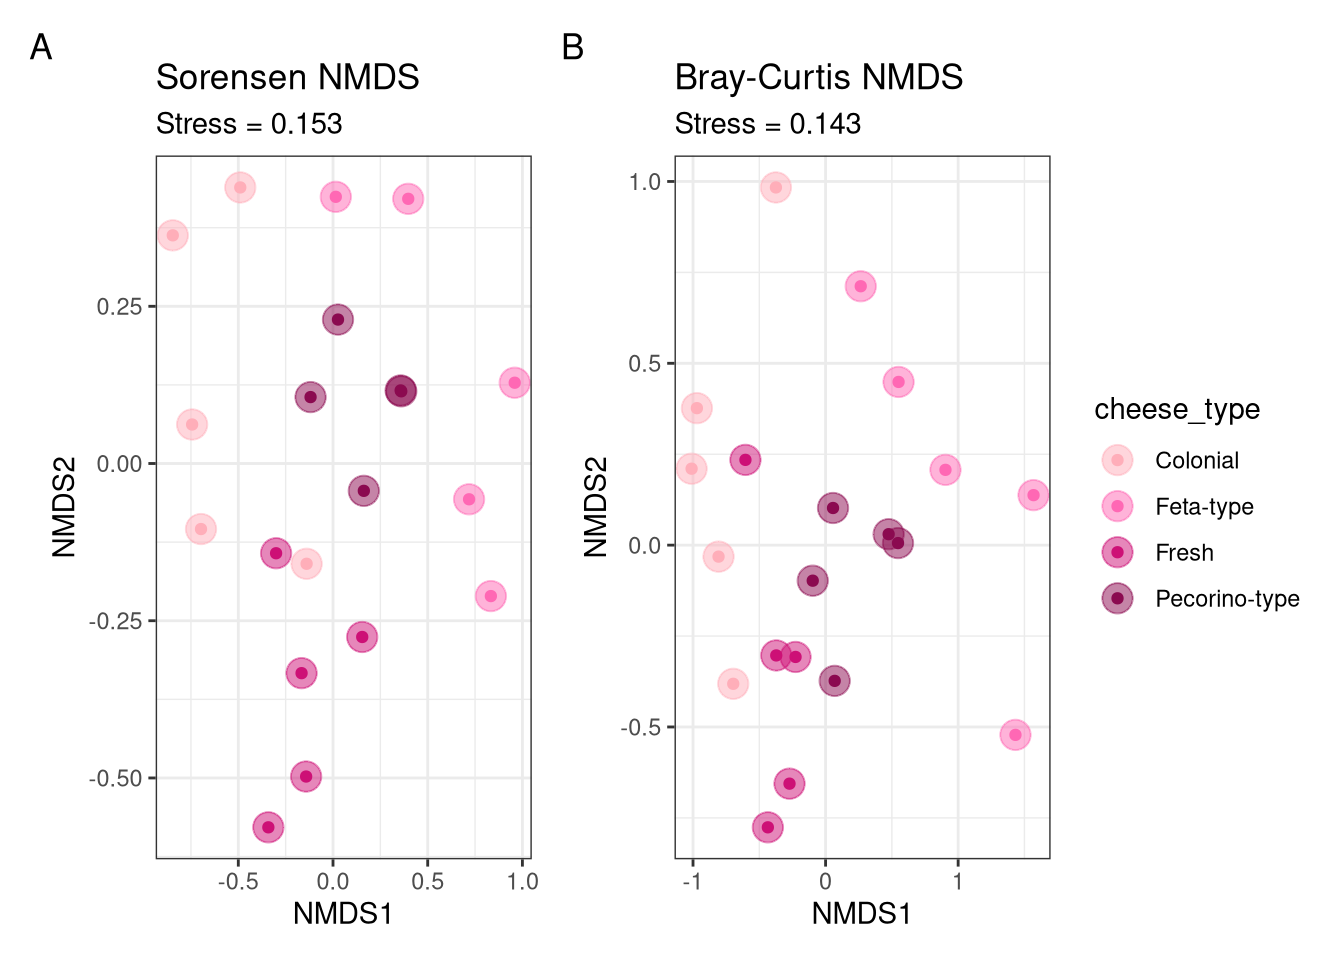 A
Sorensen NMDS
Stress = 0.153
0.25
0.00
-0.25
-0.50
NMDS2
-0.5 0.0 0.5 1.0
NMDS1
B
Bray-Curtis NMDS
Stress = 0.143
1.0
0.5
0.0
-0.5
NMDS2
-1 0 1
NMDS1
cheese_type
Colonial
Feta-type
Fresh
Pecorino-type